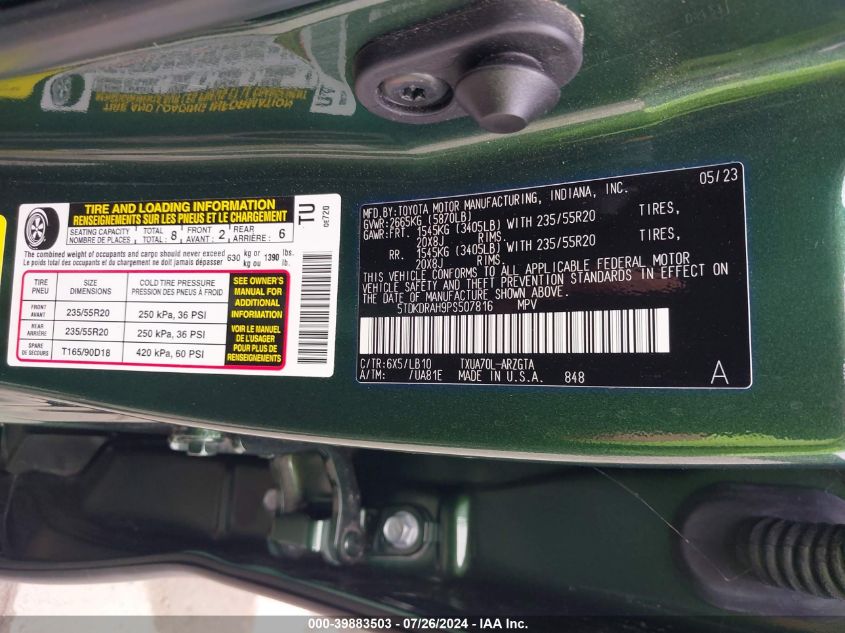 TIRE AND LOADING INFORMATION
RENSEIGNEMENTS SUR LES PNEUS ET LE CHARGEMENT
SEATING CAPACITY
NOMBRE DE PLACES
TOTAL : 8
FRONT
AVANT : 2
REAR
ARRIÈRE : 6
The combined weight of occupants and cargo should never exceed
Le poids total des occupants et du chargement ne doit jamais dépasser
630 kg or
kg ou
1390 lbs.
lb.
TIRE
PNEU
SIZE
DIMENSIONS
COLD TIRE PRESSURE
PRESSION DES PNEUS À FROID
FRONT
AVANT
235/55R20
250 kPa, 36 PSI
REAR
ARRIÈRE
235/55R20
250 kPa, 36 PSI
SPARE
DE SECOURS
T165/90D18
420 kPa, 60 PSI
SEE OWNER'S
MANUAL FOR
ADDITIONAL
INFORMATION
VOIR LE MANUEL
DE L'USAGER
POUR PLUS DE
RENSEIGNEMENTS
TU
0E720
MFD.BY:TOYOTA MOTOR MANUFACTURING, INDIANA, INC. 05/23
GVWR:2665KG (5870LB)
GAWR:FRT. 1545KG (3405LB) WITH 235/55R20 TIRES,
20X8J RIMS,
RR. 1545KG (3405LB) WITH 235/55R20 TIRES,
20X8J RIMS.
THIS VEHICLE CONFORMS TO ALL APPLICABLE FEDERAL MOTOR
VEHICLE SAFETY AND THEFT PREVENTION STANDARDS IN EFFECT ON
THE DATE OF MANUFACTURE SHOWN ABOVE.
5TDKDRAH9PS507816 MPV
C/TR:6X5/LB10 TXUA70L-ARZGTA
A/TM: /UA81E MADE IN U.S.A. 848 A
000-39883503 / 07/26/2024 / IAA Inc.